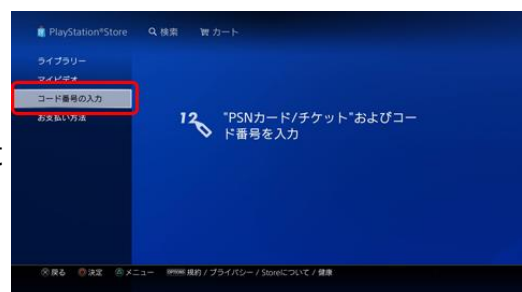 PlayStation®Store 検索 カート
ライブラリー
マイビデオ
コード番号の入力
お支払い方法
12 "PSNカード/チケット"およびコー
ド番号を入力
戻る 決定 メニュー OPTIONS 規約 / プライバシー / Storeについて / 健康